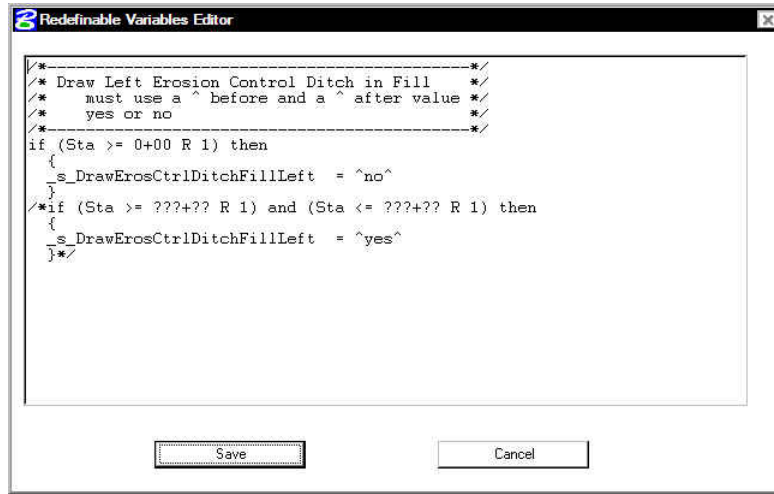 Redefinable Variables Editor
/*---------------------------------------------*/
/* Draw Left Erosion Control Ditch in Fill    */
/*    must use a ^ before and a ^ after value */
/*    yes or no                               */
/*---------------------------------------------*/
if (Sta >= 0+00 R 1) then
  {
  _s_DrawErosCtrlDitchFillLeft  = ^no^
  }
/*if (Sta >= ???+?? R 1) and (Sta <= ???+?? R 1) then
  {
  _s_DrawErosCtrlDitchFillLeft  = ^yes^
  }*/
Save Cancel